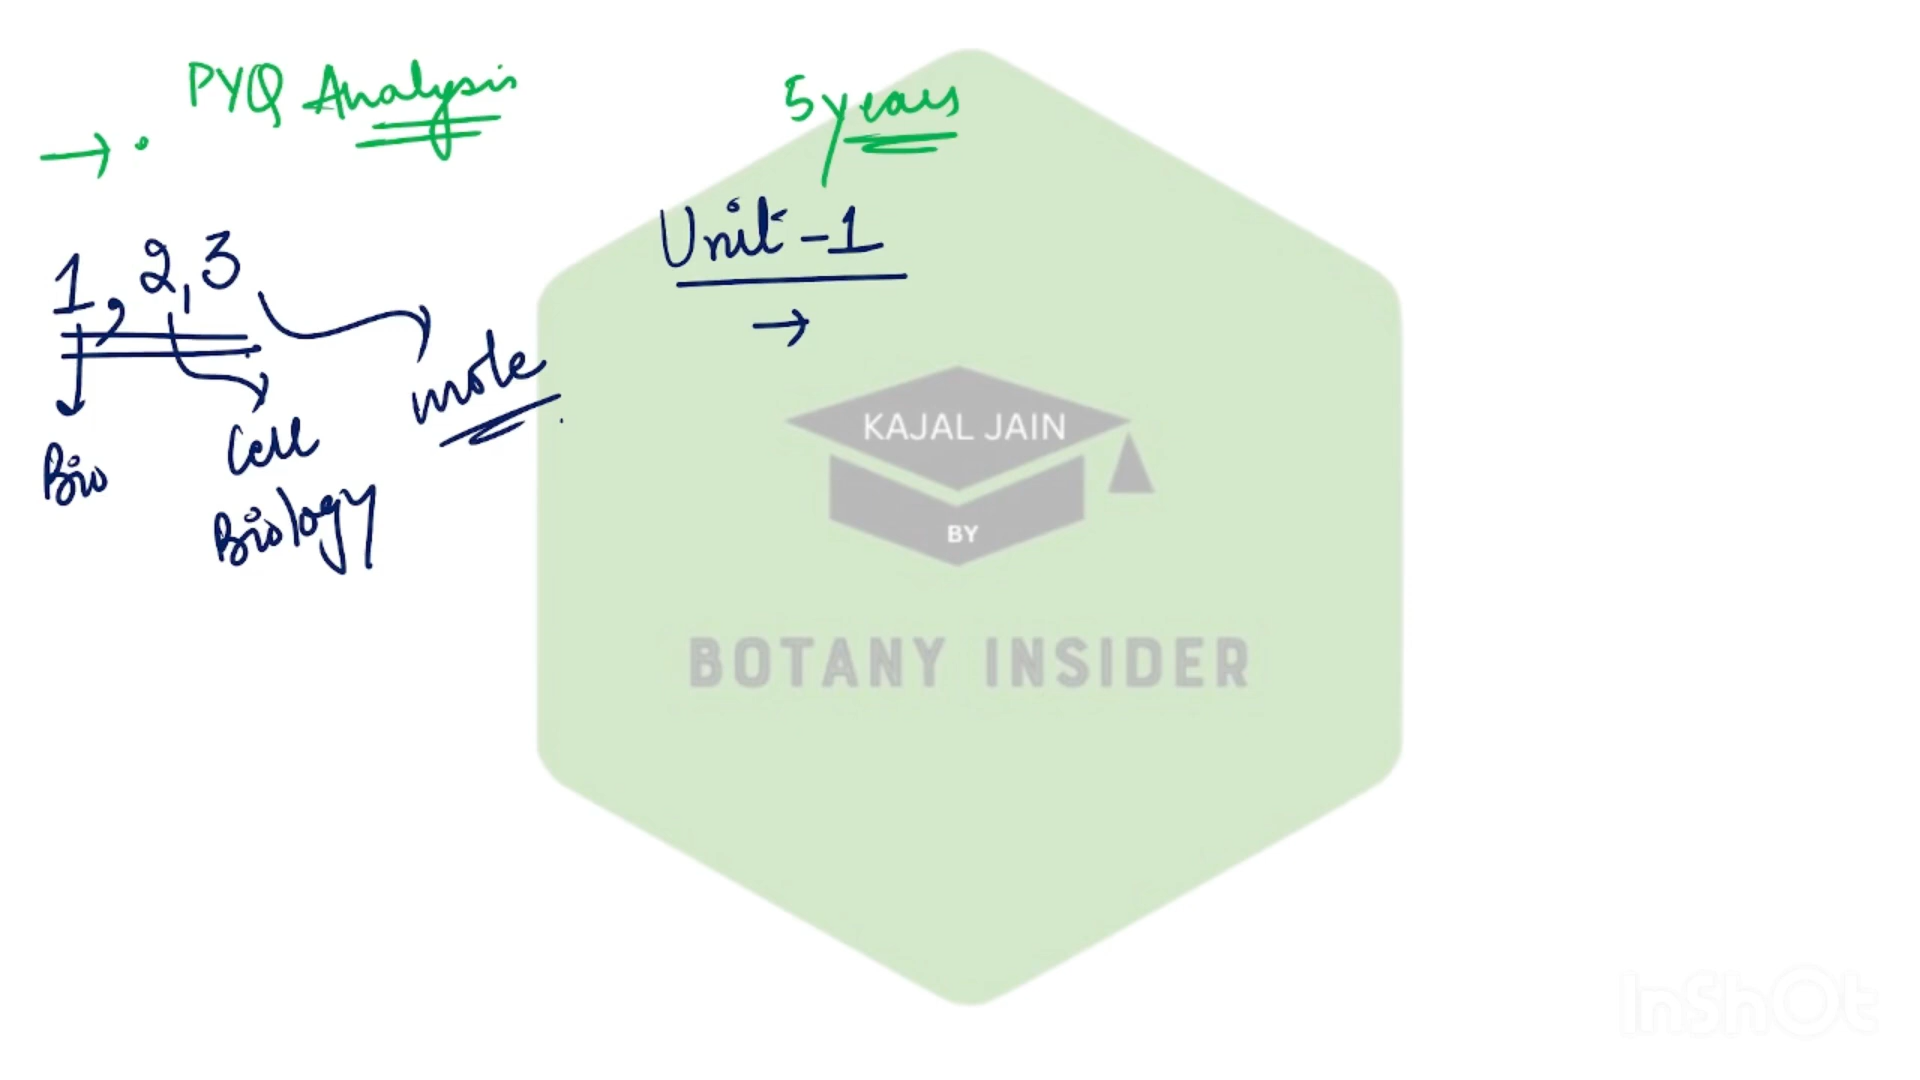 PYQ Analysis
5 years
→ •
Unit-1
→
1, 2, 3
mole
Cell
Bio
Biology
KAJAL JAIN
BY
BOTANY INSIDER
InShOt